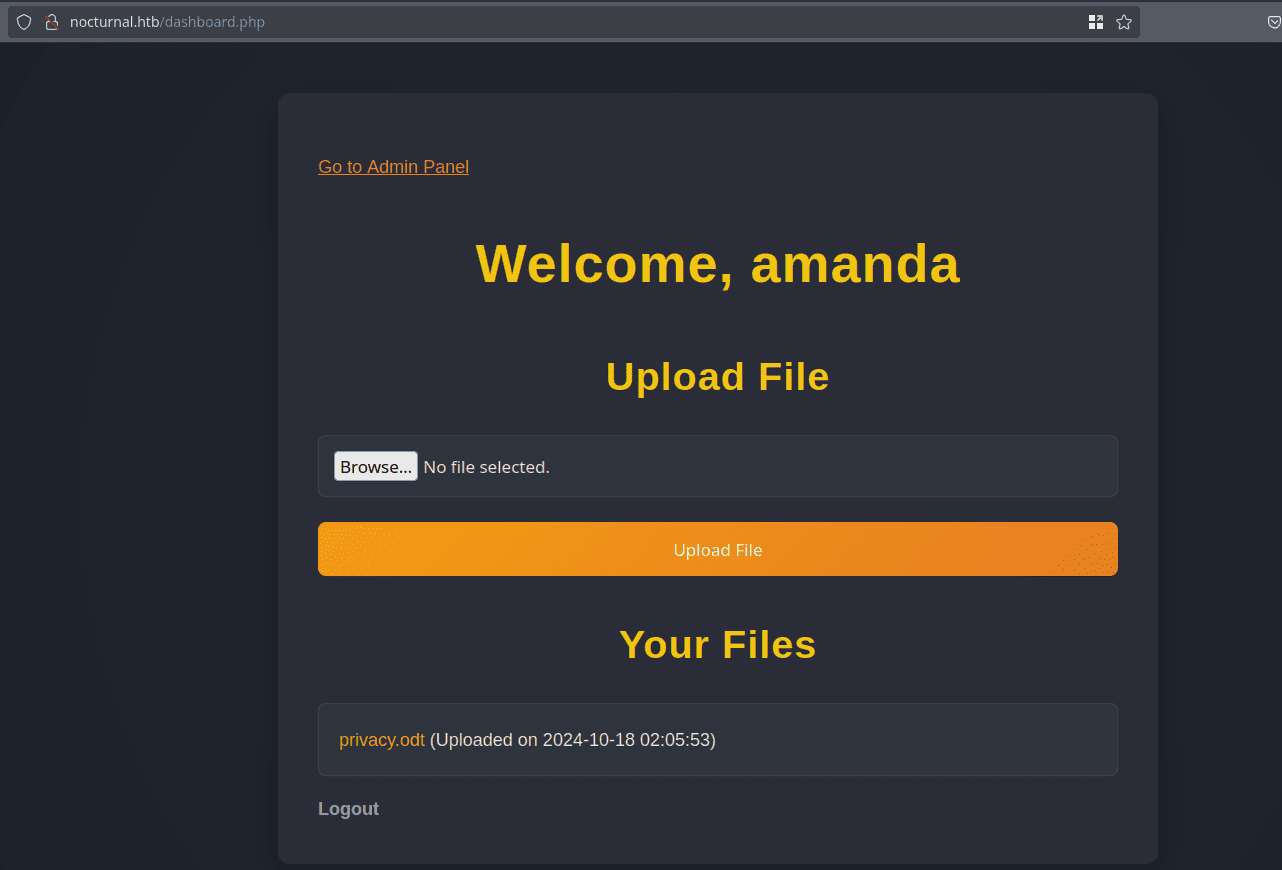 nocturnal.htb/dashboard.php
Go to Admin Panel
Welcome, amanda
Upload File
Browse... No file selected.
Upload File
Your Files
privacy.odt (Uploaded on 2024-10-18 02:05:53)
Logout